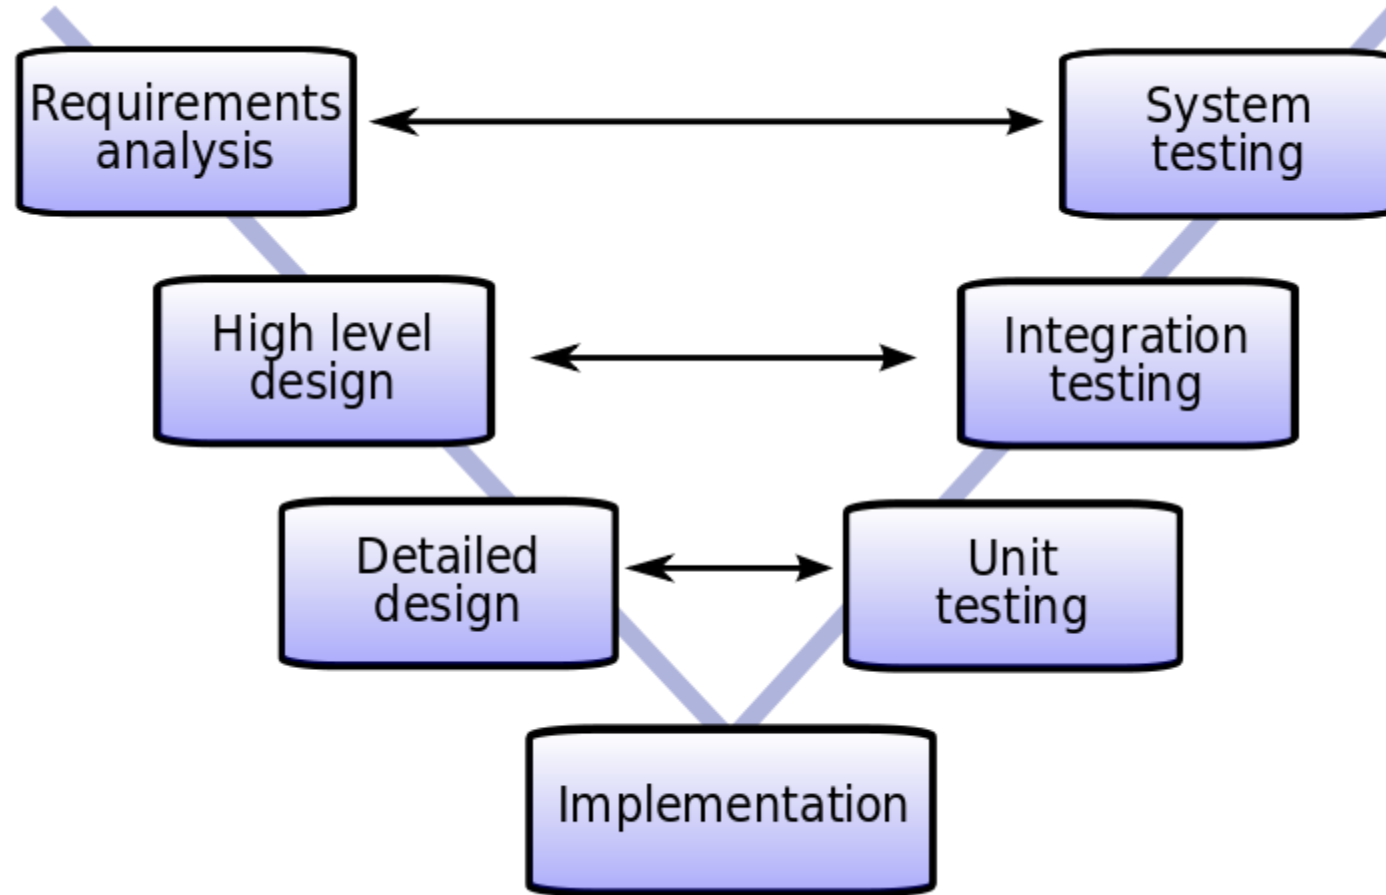 Requirements
analysis
System
testing
High level
design
Integration
testing
Detailed
design
Unit
testing
Implementation